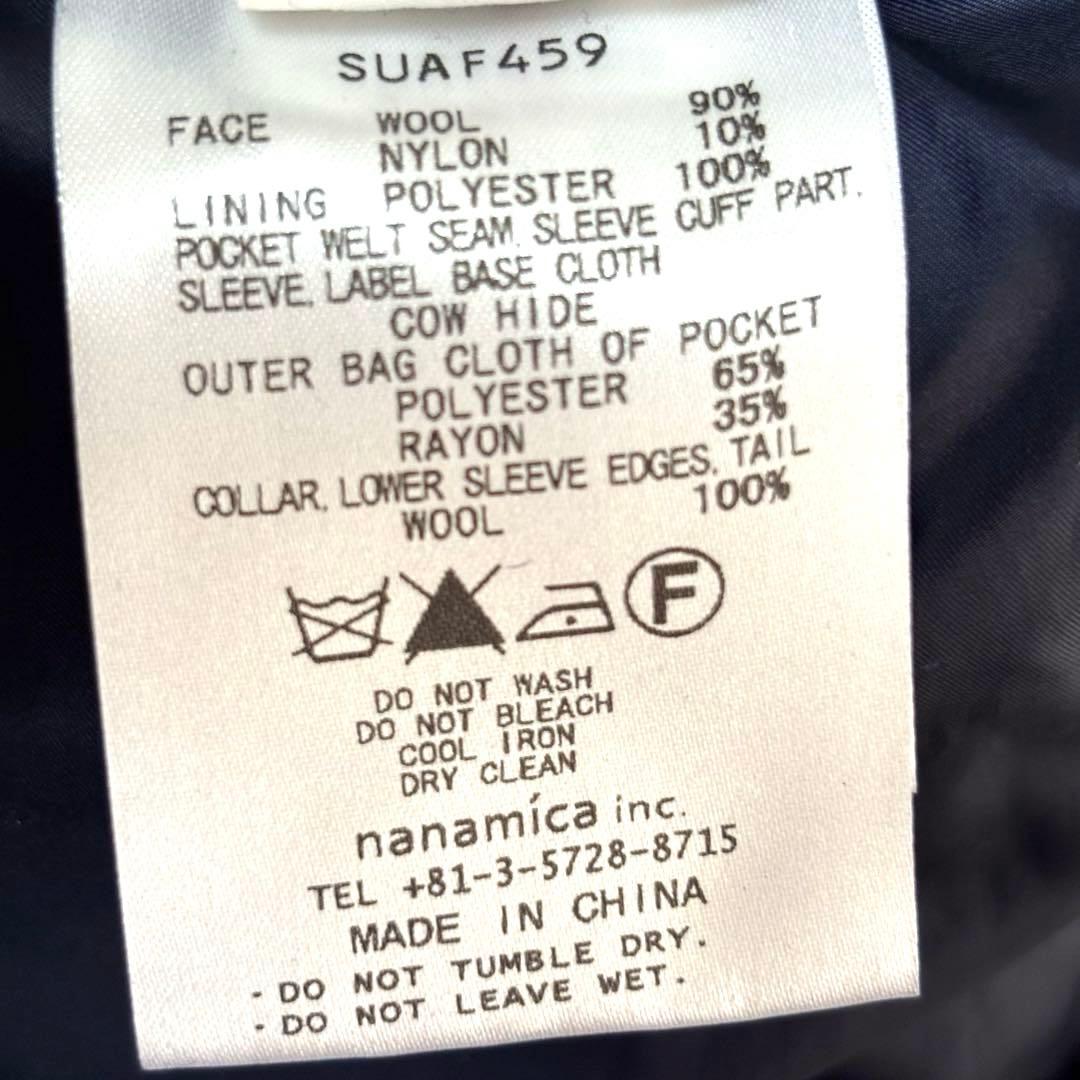 SUAF459
FACE WOOL 90%
NYLON 10%
LINING POLYESTER 100%
POCKET WELT SEAM. SLEEVE CUFF PART.
SLEEVE. LABEL BASE CLOTH
COW HIDE
OUTER BAG CLOTH OF POCKET
POLYESTER 65%
RAYON 35%
COLLAR. LOWER SLEEVE EDGES. TAIL
WOOL 100%
F
DO NOT WASH
DO NOT BLEACH
COOL IRON
DRY CLEAN
nanamíca inc.
TEL +81-3-5728-8715
MADE IN CHINA
- DO NOT TUMBLE DRY.
- DO NOT LEAVE WET.